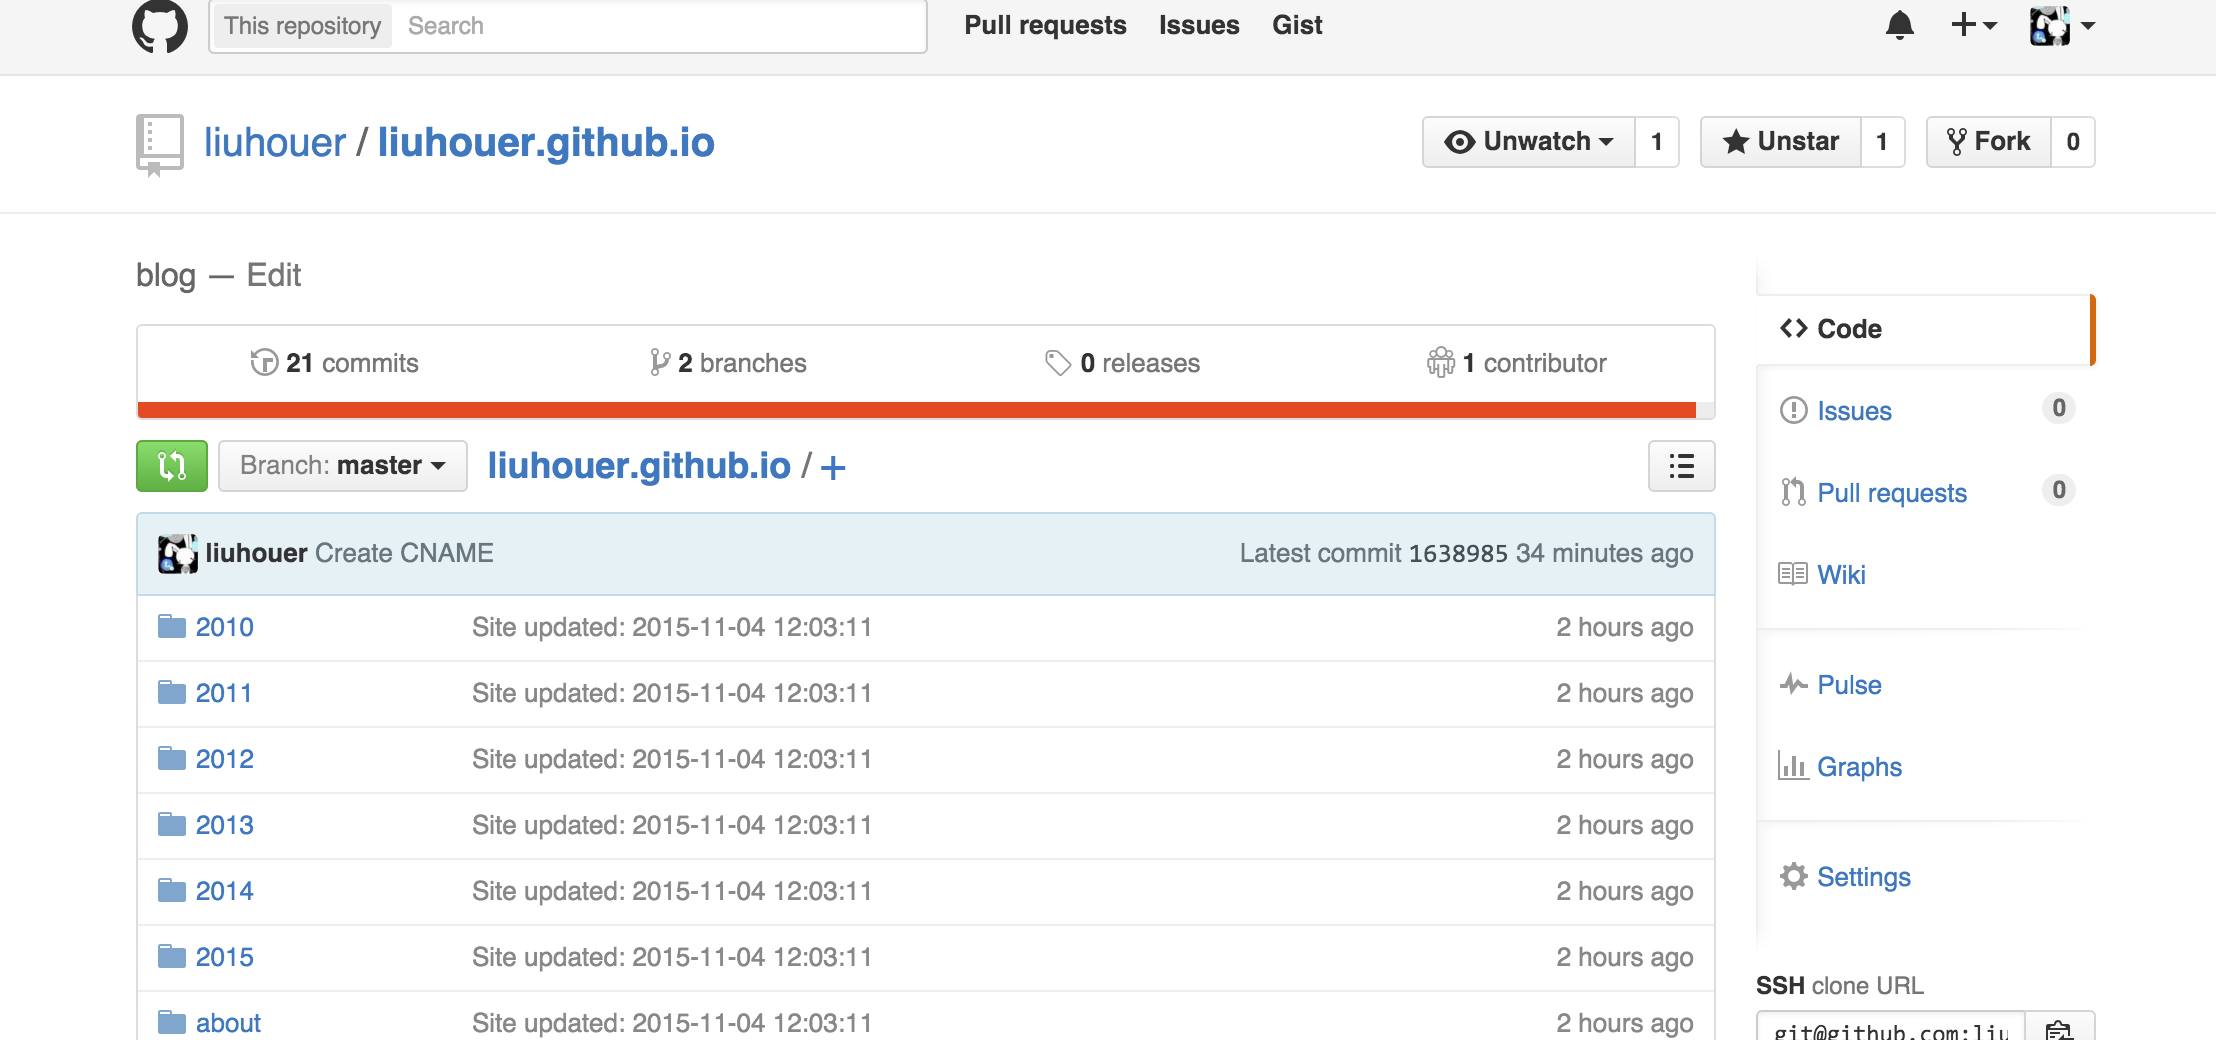 This repository Search Pull requests Issues Gist
liuhouer / liuhouer.github.io Unwatch 1 Unstar 1 Fork 0
blog — Edit
21 commits 2 branches 0 releases 1 contributor
Branch: master liuhouer.github.io / +
liuhouer Create CNAME Latest commit 1638985 34 minutes ago
2010 Site updated: 2015-11-04 12:03:11 2 hours ago
2011 Site updated: 2015-11-04 12:03:11 2 hours ago
2012 Site updated: 2015-11-04 12:03:11 2 hours ago
2013 Site updated: 2015-11-04 12:03:11 2 hours ago
2014 Site updated: 2015-11-04 12:03:11 2 hours ago
2015 Site updated: 2015-11-04 12:03:11 2 hours ago
about Site updated: 2015-11-04 12:03:11 2 hours ago
Code
Issues 0
Pull requests 0
Wiki
Pulse
Graphs
Settings
SSH clone URL
git@github.com:liu